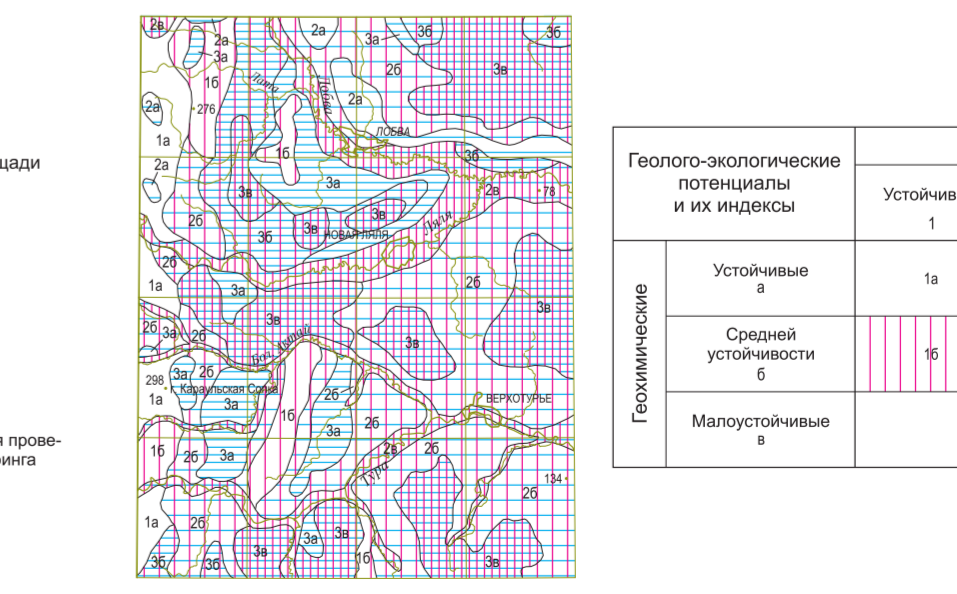 щади
я прове-
ринга
2в
2а
3а
1б
276
2а
1а
2а
2б
2б
1а
2б
3а
2а
3а
3б
3б
2б
3в
2а
Лата
Лобва
ЛОБВА
3б
1б
3а
3в
2в
78
3в
3в
НОВАЯ ЛЯЛЯ
Ляля
3б
3а
2б
3в
3в
3в
2б
Бол. Актай
298
3а
2б
г. Караульская Сопка
1а
3а
2б
1б
3а
2б
ВЕРХОТУРЬЕ
1б
2б
3а
2в
2б
Тура
134
2б
1а
2б
3б
3б
3в
3а
3в
1б
3в
Геолого-экологические
потенциалы
и их индексы
Устойчив
1
Геохимические
Устойчивые
а
1а
Средней
устойчивости
б
1б
Малоустойчивые
в